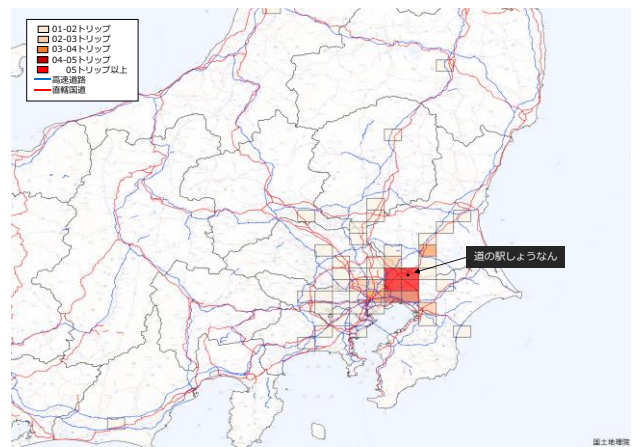 01-02トリップ
02-03トリップ
03-04トリップ
04-05トリップ
05トリップ以上
高速道路
直轄国道
道の駅しょうなん
国土地理院